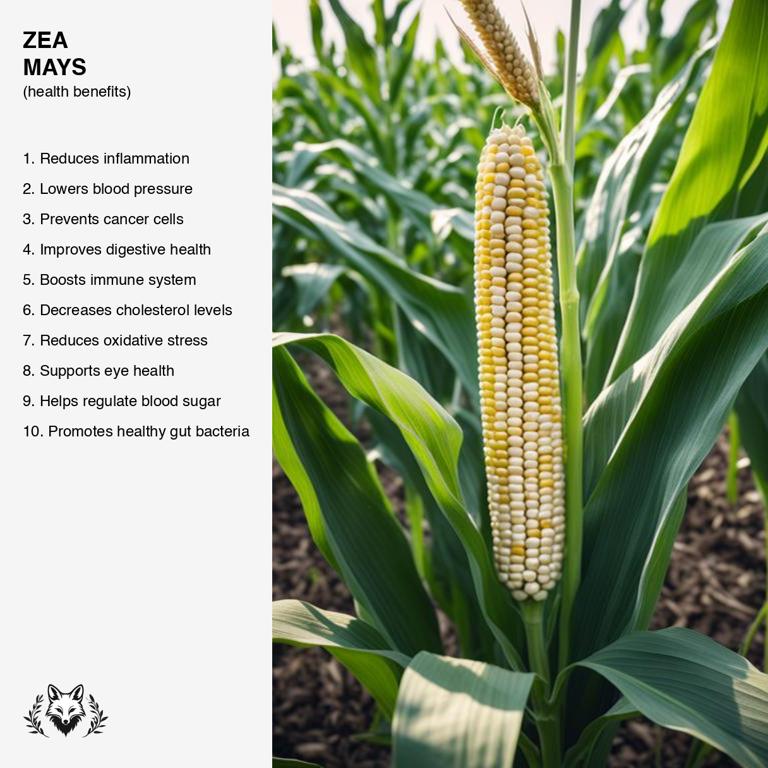 ZEA
MAYS
(health benefits)
1. Reduces inflammation
2. Lowers blood pressure
3. Prevents cancer cells
4. Improves digestive health
5. Boosts immune system
6. Decreases cholesterol levels
7. Reduces oxidative stress
8. Supports eye health
9. Helps regulate blood sugar
10. Promotes healthy gut bacteria